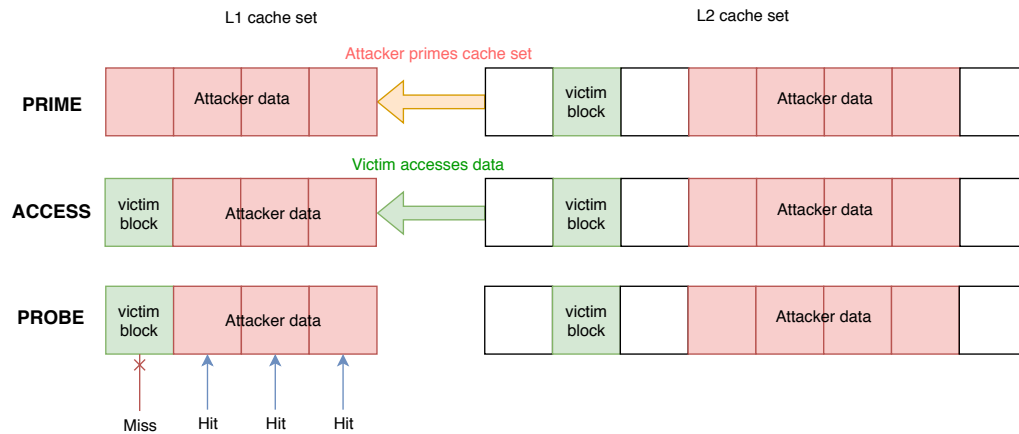 L1 cache set
L2 cache set
Attacker primes cache set
PRIME
Attacker data
victim
block
Attacker data
Victim accesses data
ACCESS
victim
block
Attacker data
victim
block
Attacker data
PROBE
victim
block
Attacker data
victim
block
Attacker data
Miss
Hit
Hit
Hit